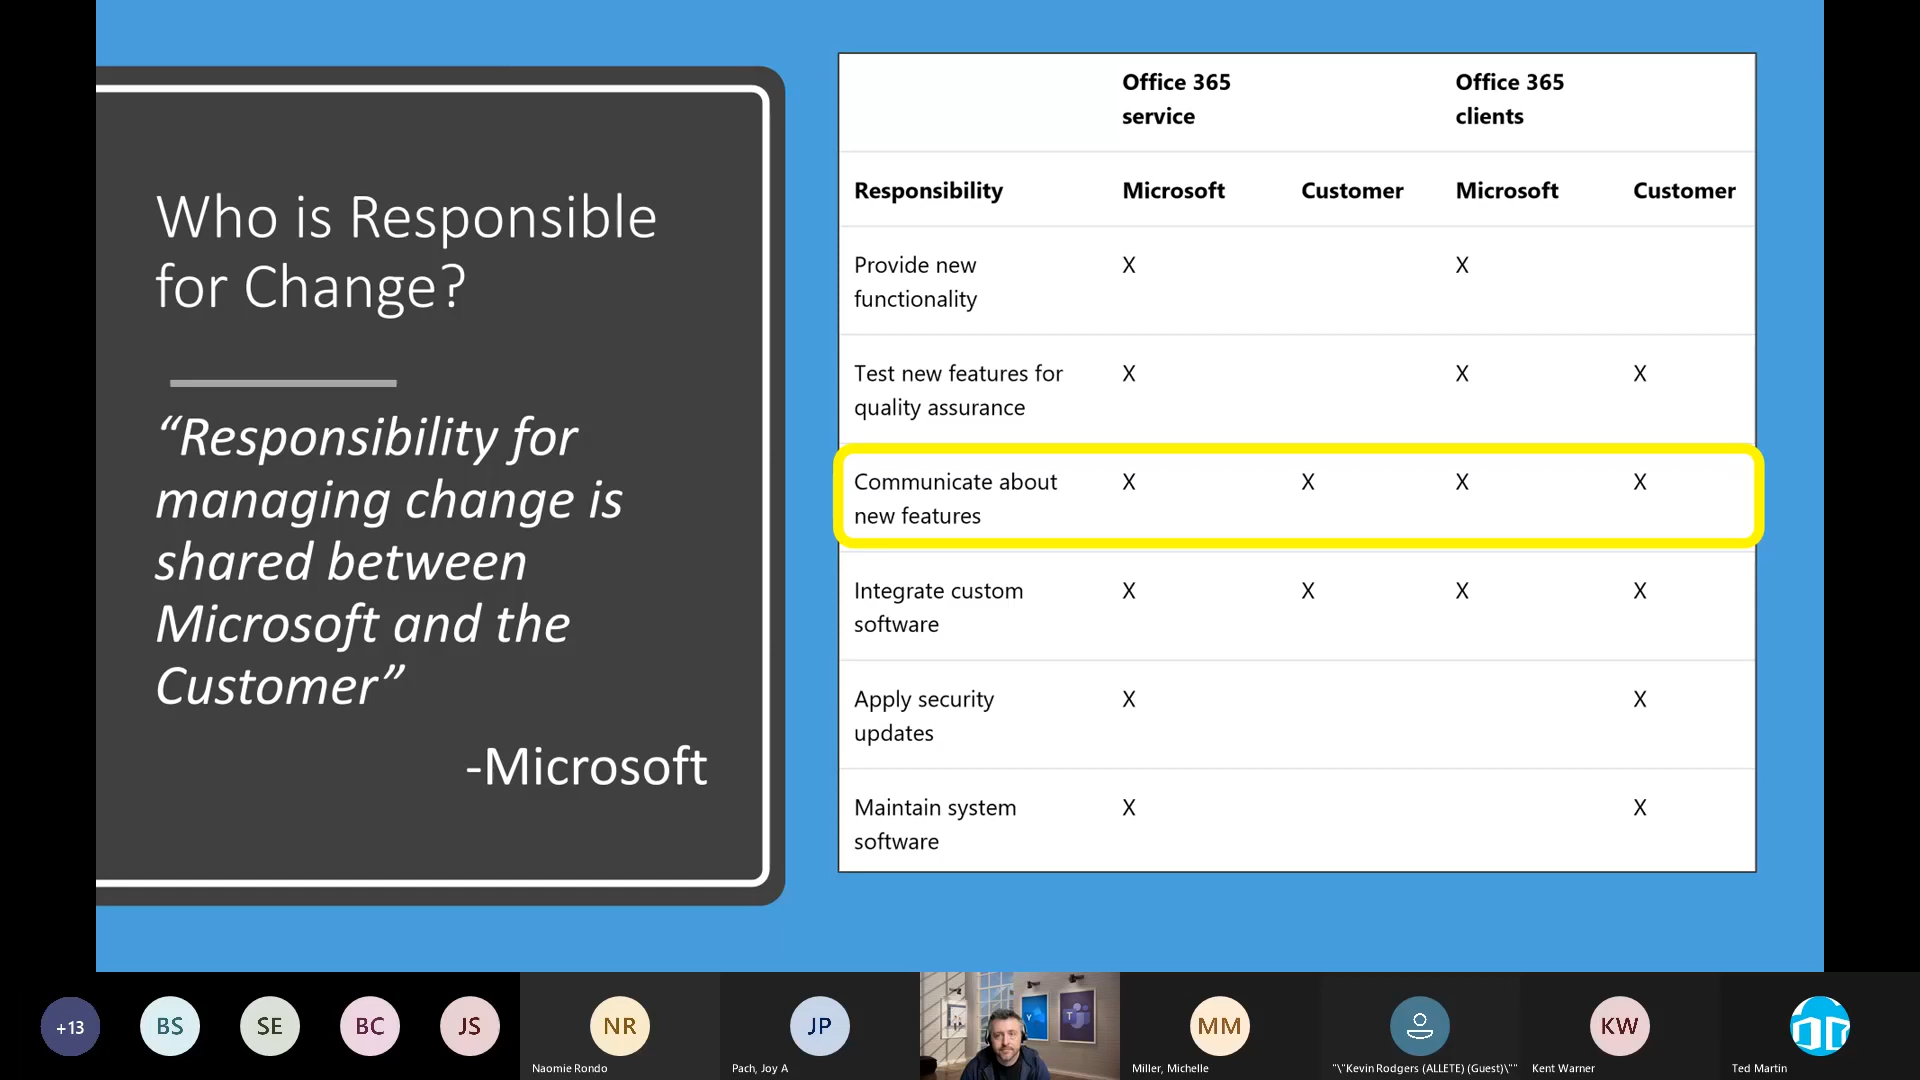 Who is Responsible
for Change?
“Responsibility for
managing change is
shared between
Microsoft and the
Customer”
-Microsoft
Office 365 service Office 365 clients
Responsibility Microsoft Customer Microsoft Customer
Provide new functionality X X
Test new features for quality assurance X X X
Communicate about new features X X X X
Integrate custom software X X X X
Apply security updates X X
Maintain system software X X
+13 BS SE BC JS NR JP MM KW
Naomie Rondo Pach, Joy A Miller, Michelle "\"Kevin Rodgers (ALLETE) (Guest)\"" Kent Warner Ted Martin